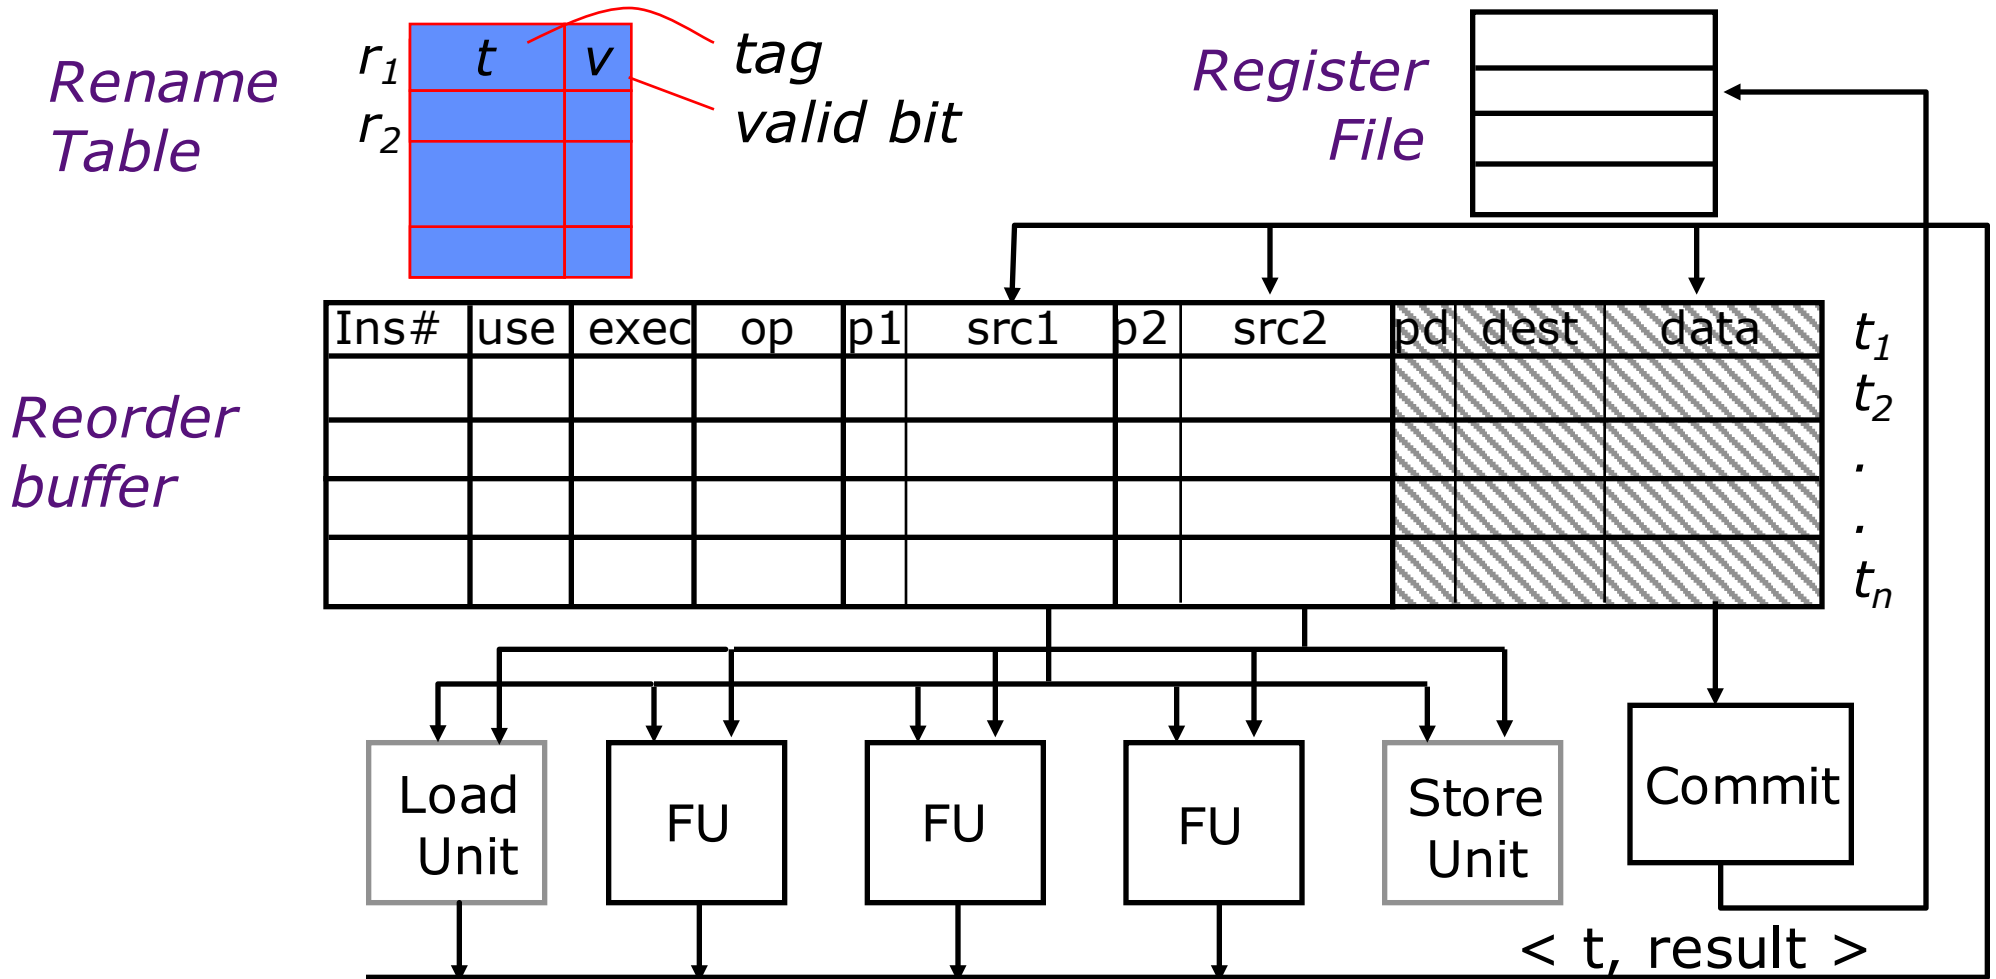 Rename
Table
r1
r2
t
v
tag
valid bit
Register
File
Reorder
buffer
Ins#
use
exec
op
p1
src1
p2
src2
pd
dest
data
t1
t2
.
.
tn
Load
Unit
FU
FU
FU
Store
Unit
Commit
< t, result >